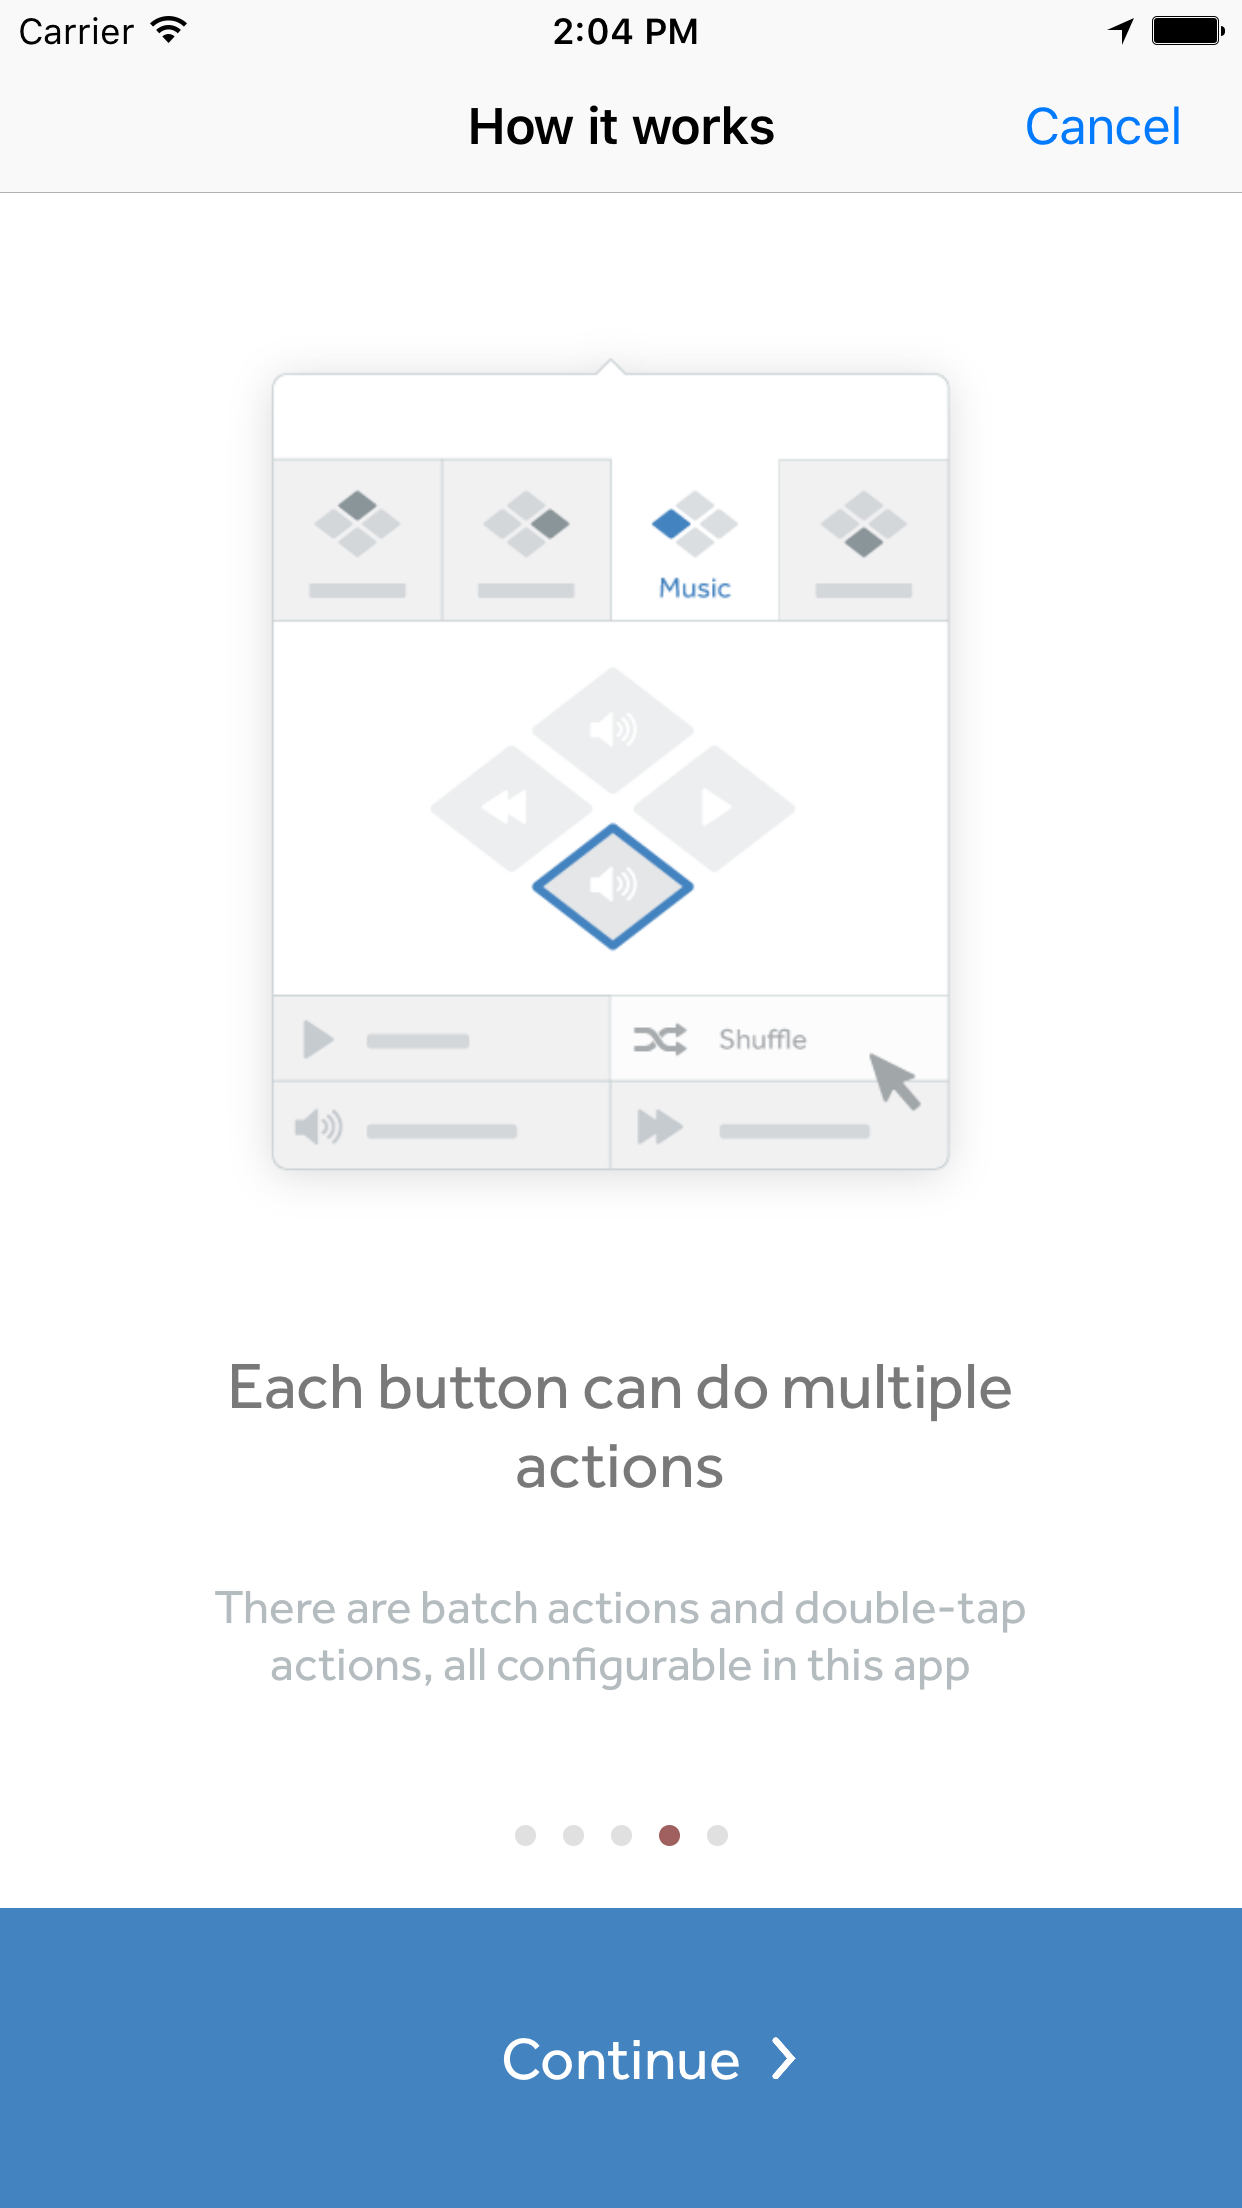 Carrier 2:04 PM
How it works Cancel
Music
Shuffle
Each button can do multiple
actions
There are batch actions and double-tap
actions, all configurable in this app
Continue